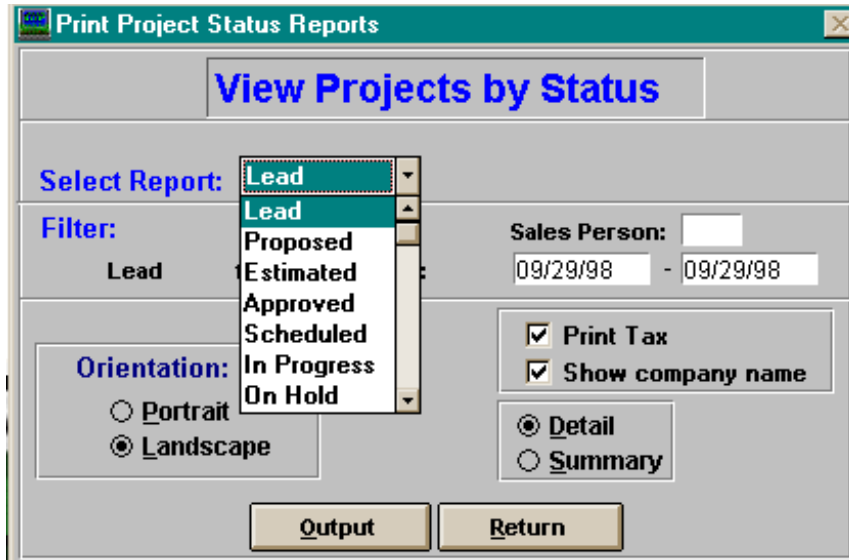 Print Project Status Reports
View Projects by Status
Select Report: Lead
Lead
Filter:
Proposed
Sales Person:
Lead
Estimated
09/29/98 - 09/29/98
Approved
Scheduled
Print Tax
Orientation:
In Progress
Show company name
On Hold
Portrait
Detail
Landscape
Summary
Output
Return